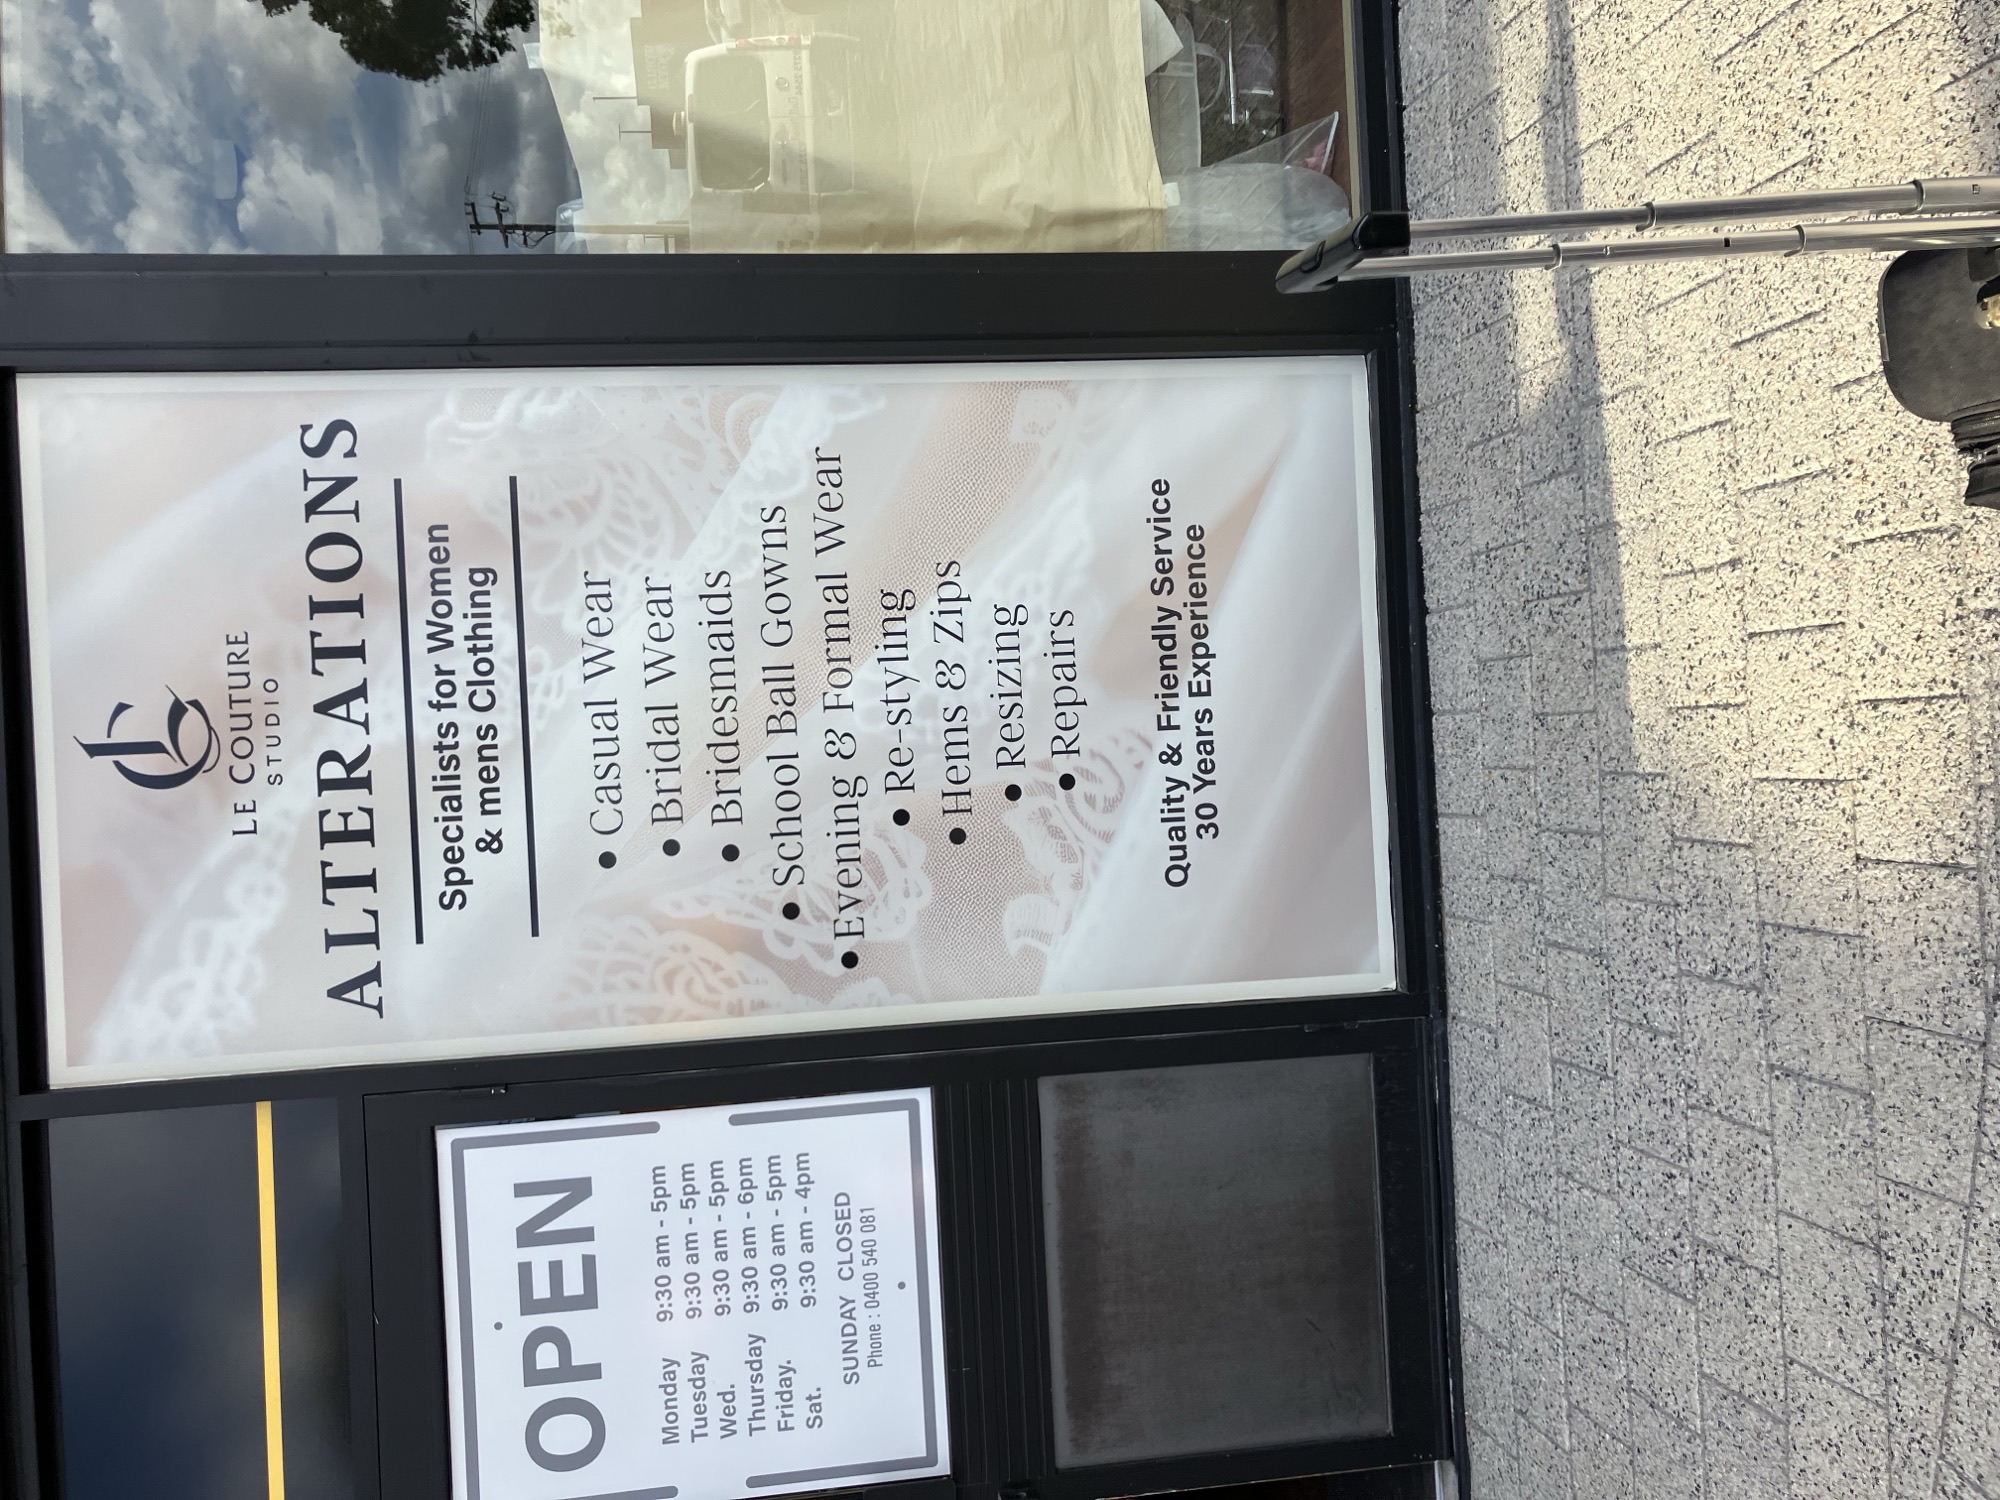 LE COUTURE
STUDIO
ALTERATIONS
Specialists for Women
& mens Clothing
• Casual Wear
• Bridal Wear
• Bridesmaids
• School Ball Gowns
• Evening & Formal Wear
• Re-styling
• Hems & Zips
• Resizing
• Repairs
Quality & Friendly Service
30 Years Experience
OPEN
Monday 9:30 am - 5pm
Tuesday 9:30 am - 5pm
Wed. 9:30 am - 5pm
Thursday 9:30 am - 6pm
Friday. 9:30 am - 5pm
Sat. 9:30 am - 4pm
SUNDAY CLOSED
Phone : 0400 540 081